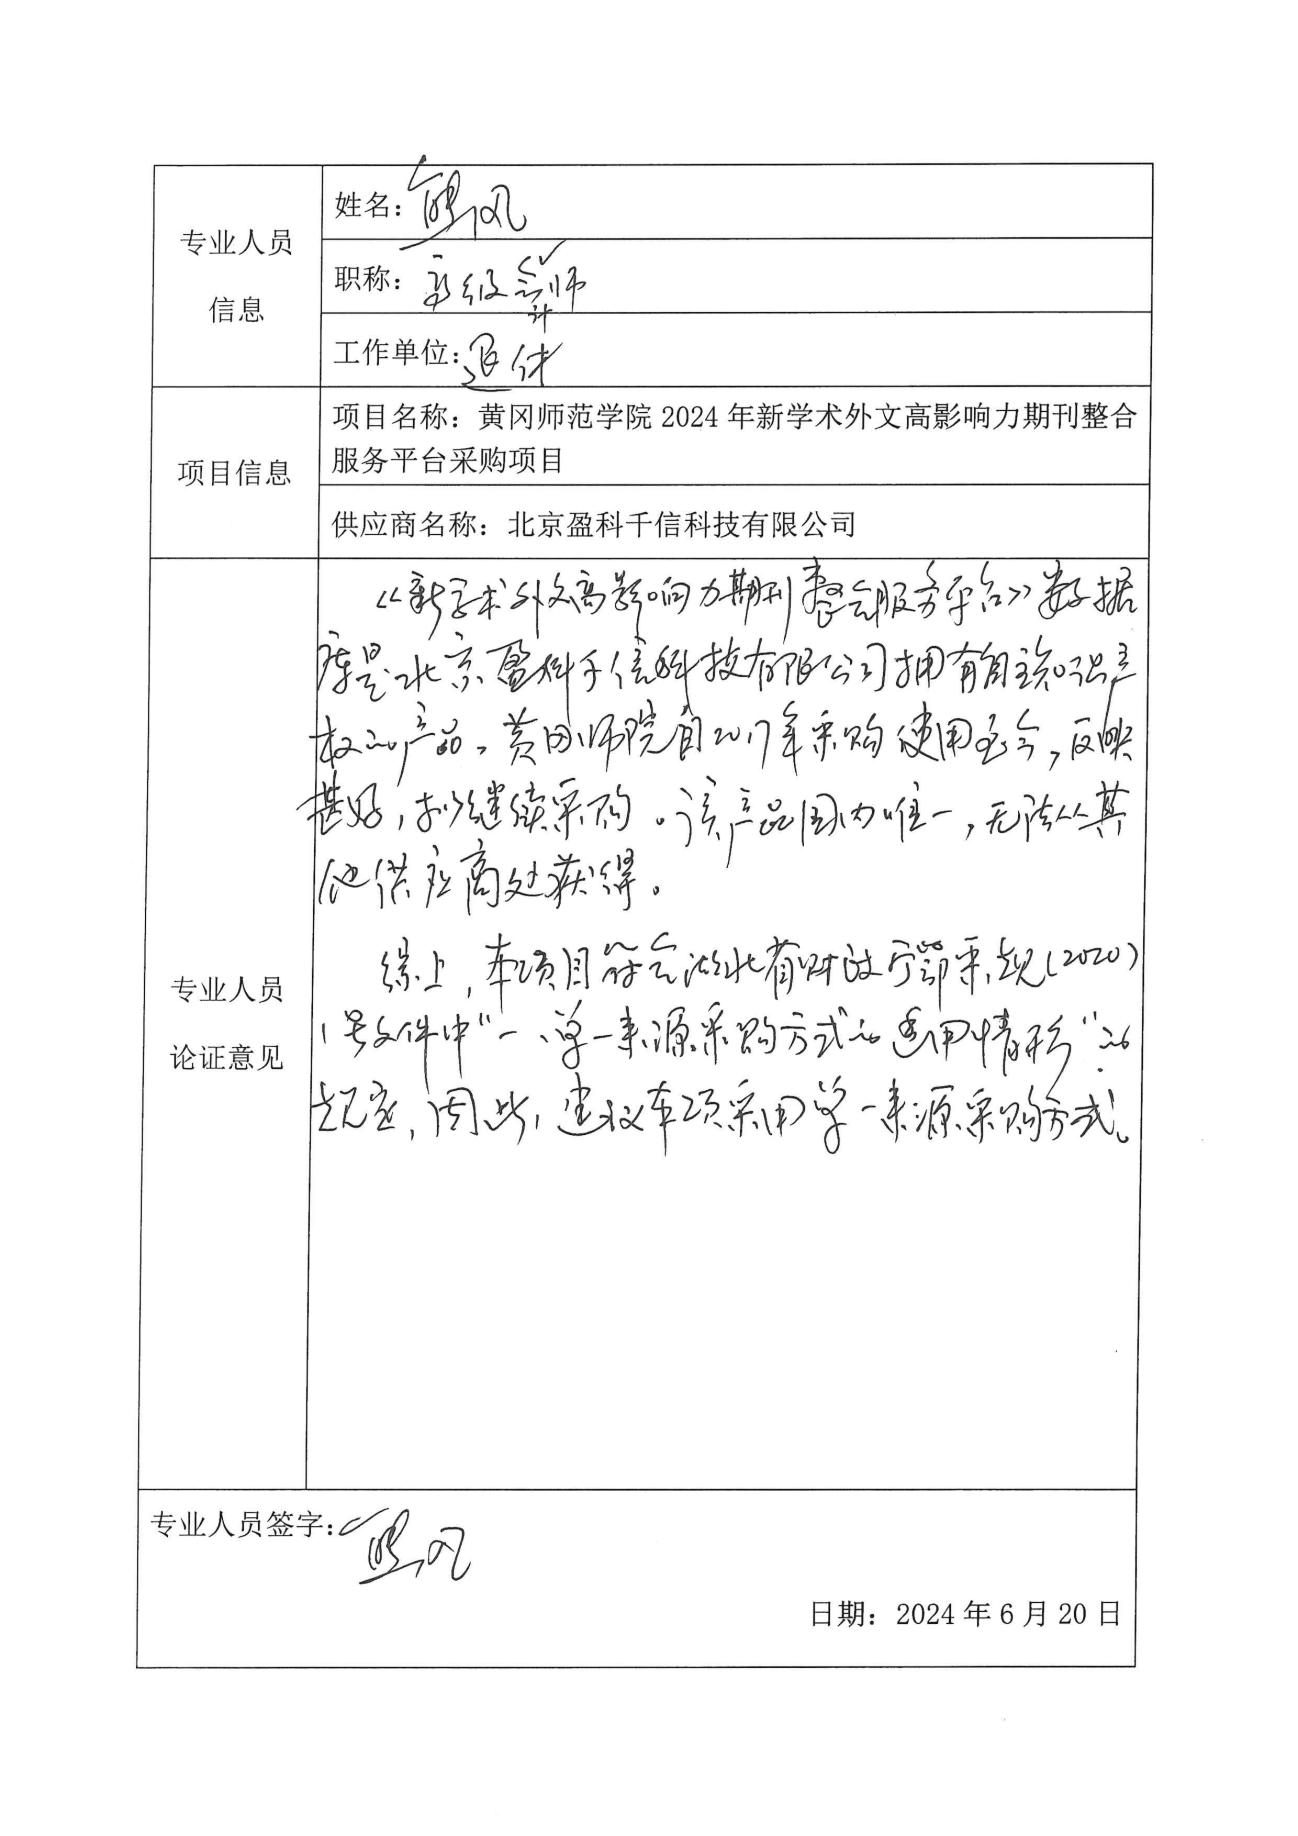 专业人员
信息
姓名：熊风
职称：高级会计师
工作单位：退休
项目信息
项目名称：黄冈师范学院 2024 年新学术外文高影响力期刊整合
服务平台采购项目
供应商名称：北京盈科千信科技有限公司
专业人员
论证意见
《新学术外文高影响力期刊整合服务平台》数据
库是北京盈科千信科技有限公司拥有自主知识产
权的产品。黄冈师院自2017年采购使用至今，反映
甚好，拟继续采购。该产品国内唯一，无法从其
他供应商处获得。
综上，本项目符合湖北省财政厅鄂采规（2020）
1号文件中“一、单一来源采购方式的适用情形”的
规定，因此，建议本项采用单一来源采购方式。
专业人员签字：熊风
日期：2024 年 6 月 20 日